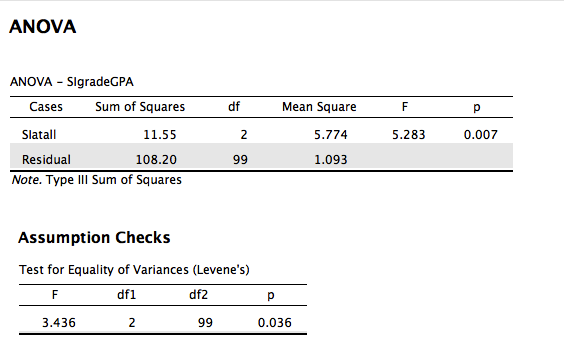 ANOVA
ANOVA – SIgradeGPA
Cases Sum of Squares df Mean Square F p
SIatall 11.55 2 5.774 5.283 0.007
Residual 108.20 99 1.093
Note. Type III Sum of Squares
Assumption Checks
Test for Equality of Variances (Levene's)
F df1 df2 p
3.436 2 99 0.036